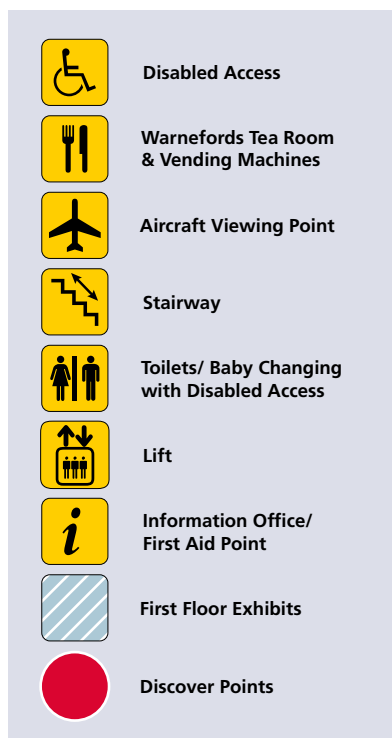 Disabled Access
Warnefords Tea Room
& Vending Machines
Aircraft Viewing Point
Stairway
Toilets/ Baby Changing
with Disabled Access
Lift
i Information Office/
First Aid Point
First Floor Exhibits
Discover Points